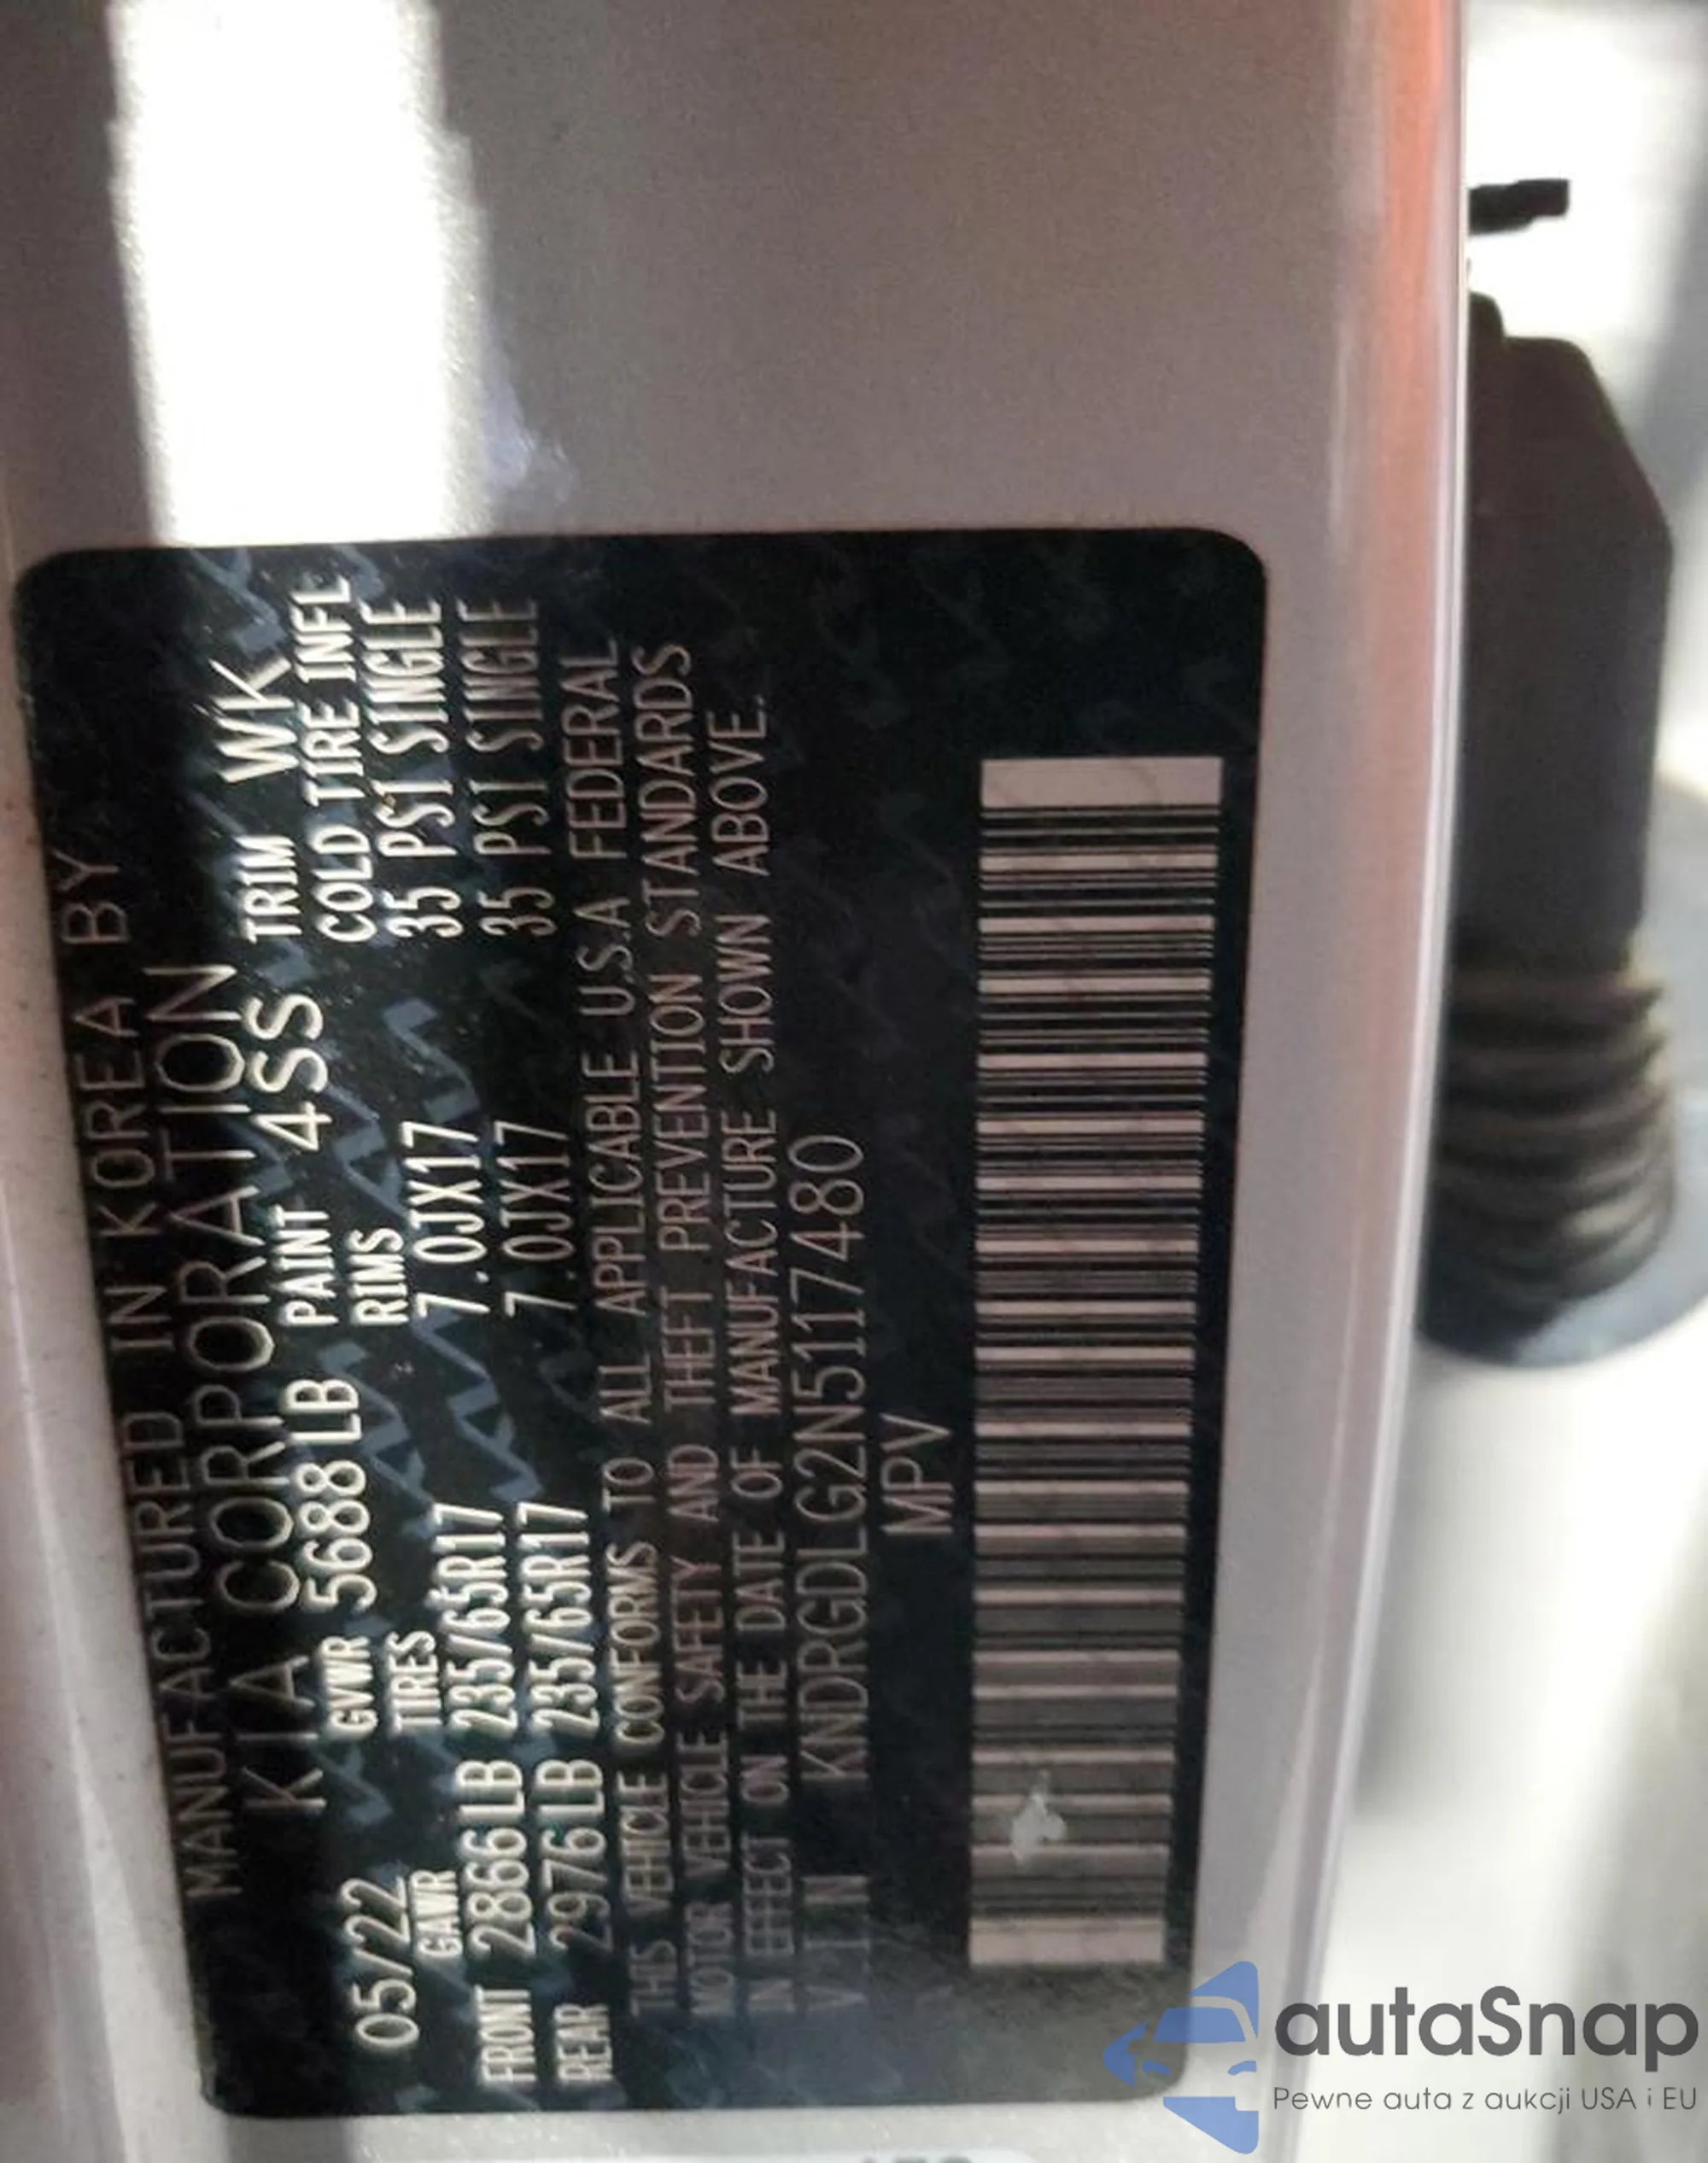 MANUFACTURED IN KOREA BY
KIA CORPORATION
05/22 GVWR 5688LB PAINT 4SS TRIM WK
GAWR TIRES RIMS COLD TIRE INFL
FRONT 2866LB 235/65R17 7.0JX17 35 PSI SINGLE
REAR 2976LB 235/65R17 7.0JX17 35 PSI SINGLE
THIS VEHICLE CONFORMS TO ALL APPLICABLE U.S.A FEDERAL
MOTOR VEHICLE SAFETY AND THEFT PREVENTION STANDARDS
IN EFFECT ON THE DATE OF MANUFACTURE SHOWN ABOVE.
V.I.N KNDRGDLG2N5117480
MPV
autaSnap
Pewne auta z aukcji USA i EU